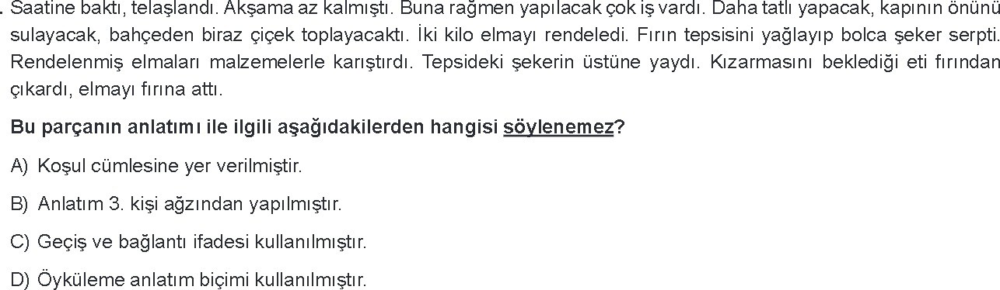 . Saatine baktı, telaşlandı. Akşama az kalmıştı. Buna rağmen yapılacak çok iş vardı. Daha tatlı yapacak, kapının önünü
sulayacak, bahçeden biraz çiçek toplayacaktı. İki kilo elmayı rendeledi. Fırın tepsisini yağlayıp bolca şeker serpti.
Rendelenmiş elmaları malzemelerle karıştırdı. Tepsideki şekerin üstüne yaydı. Kızarmasını beklediği eti fırından
çıkardı, elmayı fırına attı.
Bu parçanın anlatımı ile ilgili aşağıdakilerden hangisi söylenemez?
A) Koşul cümlesine yer verilmiştir.
B) Anlatım 3. kişi ağzından yapılmıştır.
C) Geçiş ve bağlantı ifadesi kullanılmıştır.
D) Öyküleme anlatım biçimi kullanılmıştır.